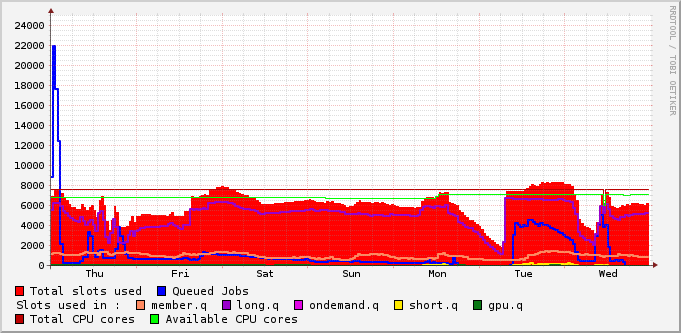 RRDTOOL / TOBI OETIKER
24000
22000
20000
18000
16000
14000
12000
10000
8000
6000
4000
2000
0
Thu Fri Sat Sun Mon Tue Wed
Total slots used Queued Jobs
Slots used in : member.q long.q ondemand.q short.q gpu.q
Total CPU cores Available CPU cores